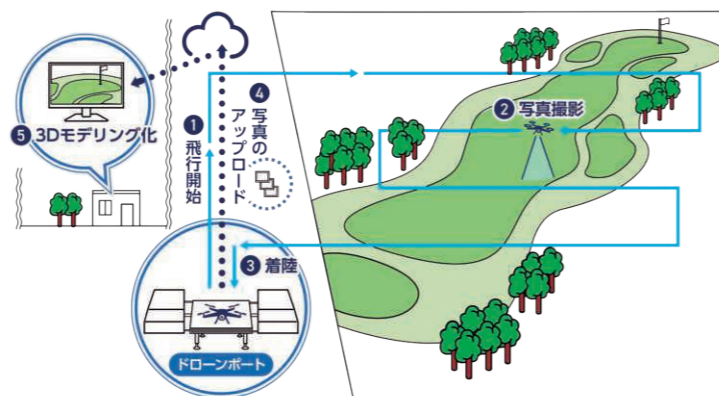 ❶飛行開始
❷写真撮影
❸着陸
❹写真の
アップロード
❺3Dモデリング化
ドローンポート